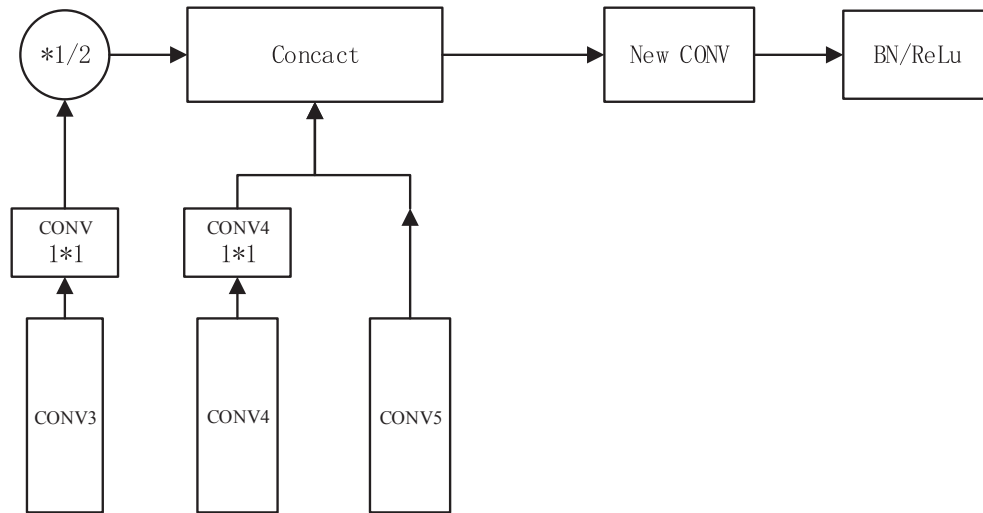 *1/2
Concact
New CONV
BN/ReLu
CONV
1*1
CONV4
1*1
CONV3
CONV4
CONV5